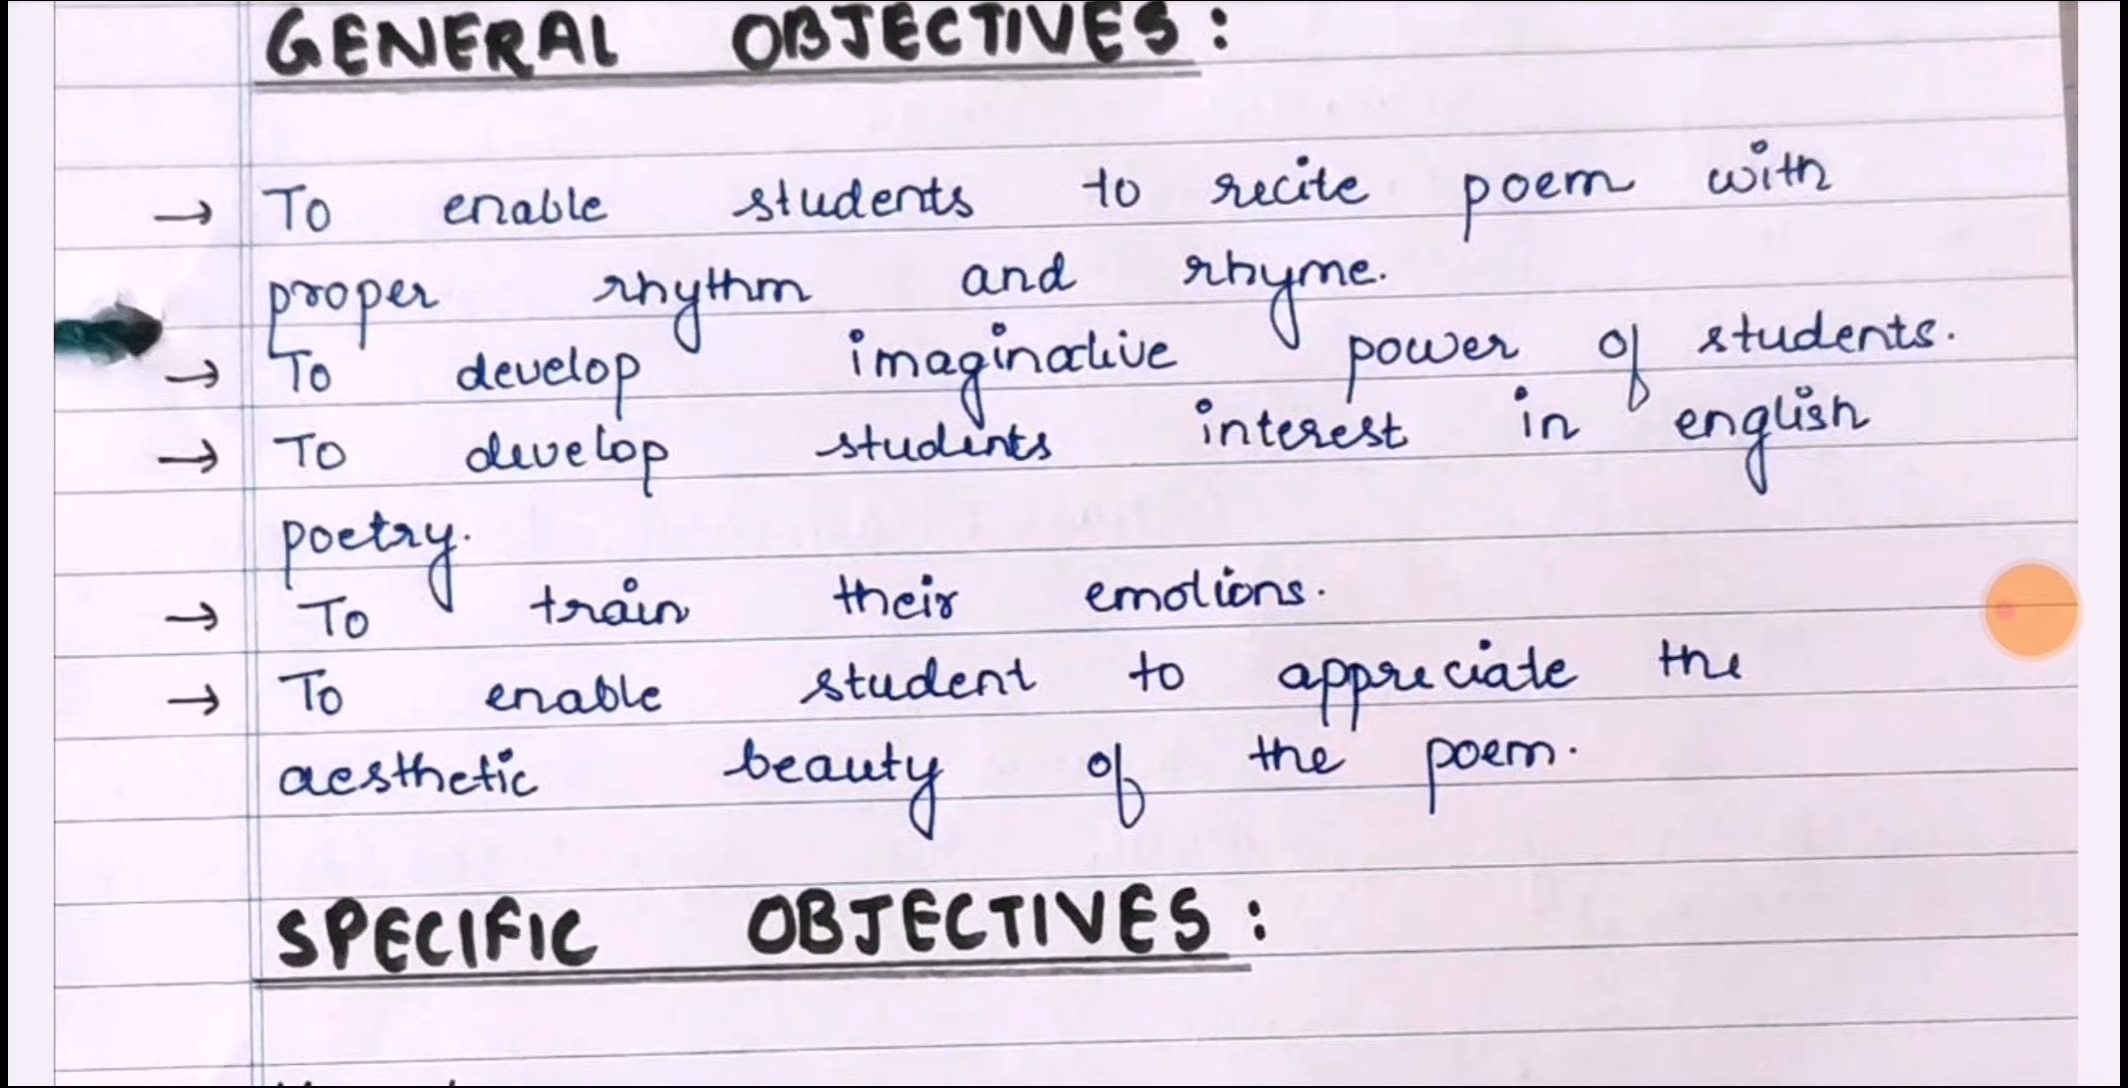 GENERAL OBJECTIVES:
→ To enable students to recite poem with
proper rhythm and rhyme.
→ To develop imaginative power of students.
→ To develop students interest in english
poetry.
→ To train their emotions.
→ To enable student to appreciate the
aesthetic beauty of the poem.
SPECIFIC OBJECTIVES: